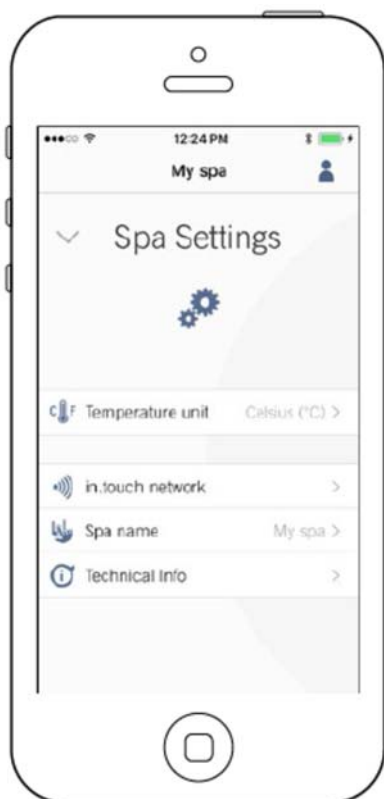 12:24 PM
My spa
Spa Settings
C F Temperature unit Celsius (°C) >
in.touch network >
Spa name My spa >
Technical Info >